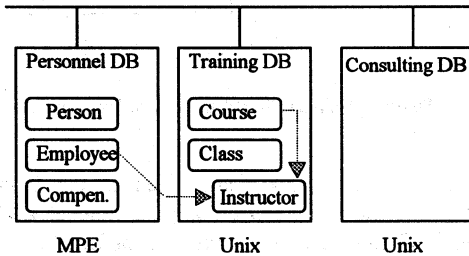 Personnel DB
Person
Employee
Compen.
MPE
Training DB
Course
Class
Instructor
Unix
Consulting DB
Unix